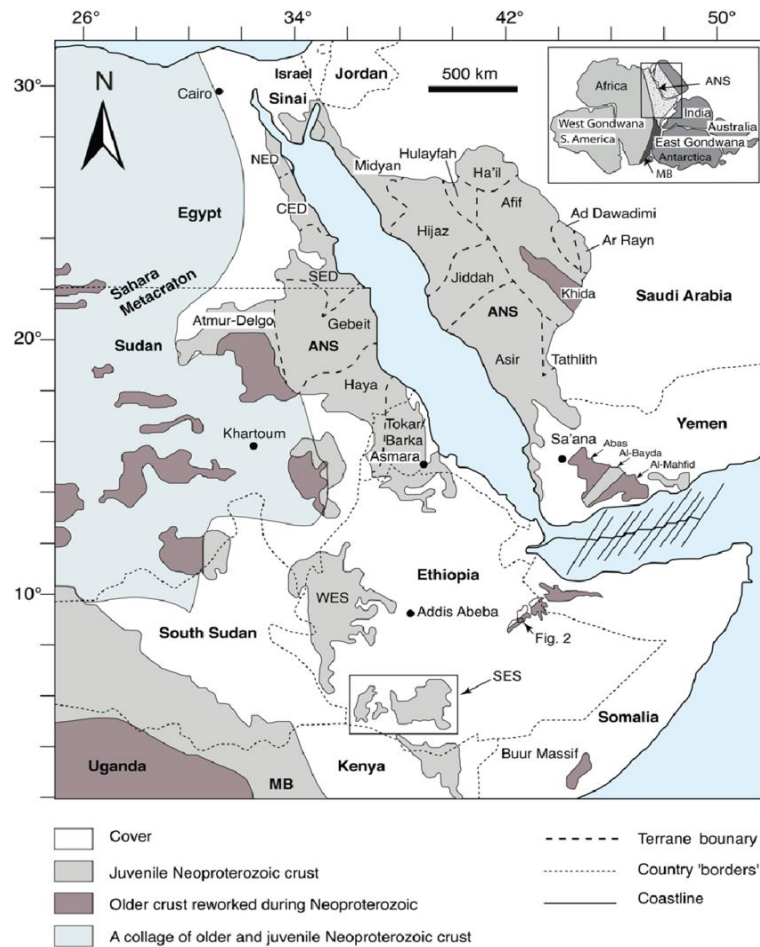 26°
34°
42°
50°
30°
20°
10°
N
500 km
Israel
Jordan
Sinai
Cairo
Africa
ANS
West Gondwana
India
S. America
Australia
East Gondwana
Antarctica
MB
NED
Midyan
Hulayfah
Ha'il
Afif
Egypt
CED
Hijaz
Ad Dawadimi
Ar Rayn
SED
Jiddah
Khida
Sahara
Metacraton
Saudi Arabia
Atmur-Delgo
Gebeit
ANS
ANS
Sudan
Asir
Tathlith
Haya
Yemen
Tokar/
Barka
Khartoum
Asmara
Sa'ana
Abas
Al-Bayda
Al-Mahfid
Ethiopia
WES
Addis Abeba
South Sudan
Fig. 2
SES
Somalia
Buur Massif
Uganda
MB
Kenya
Cover
Juvenile Neoproterozoic crust
Older crust reworked during Neoproterozoic
A collage of older and juvenile Neoproterozoic crust
Terrane bounary
Country 'borders'
Coastline